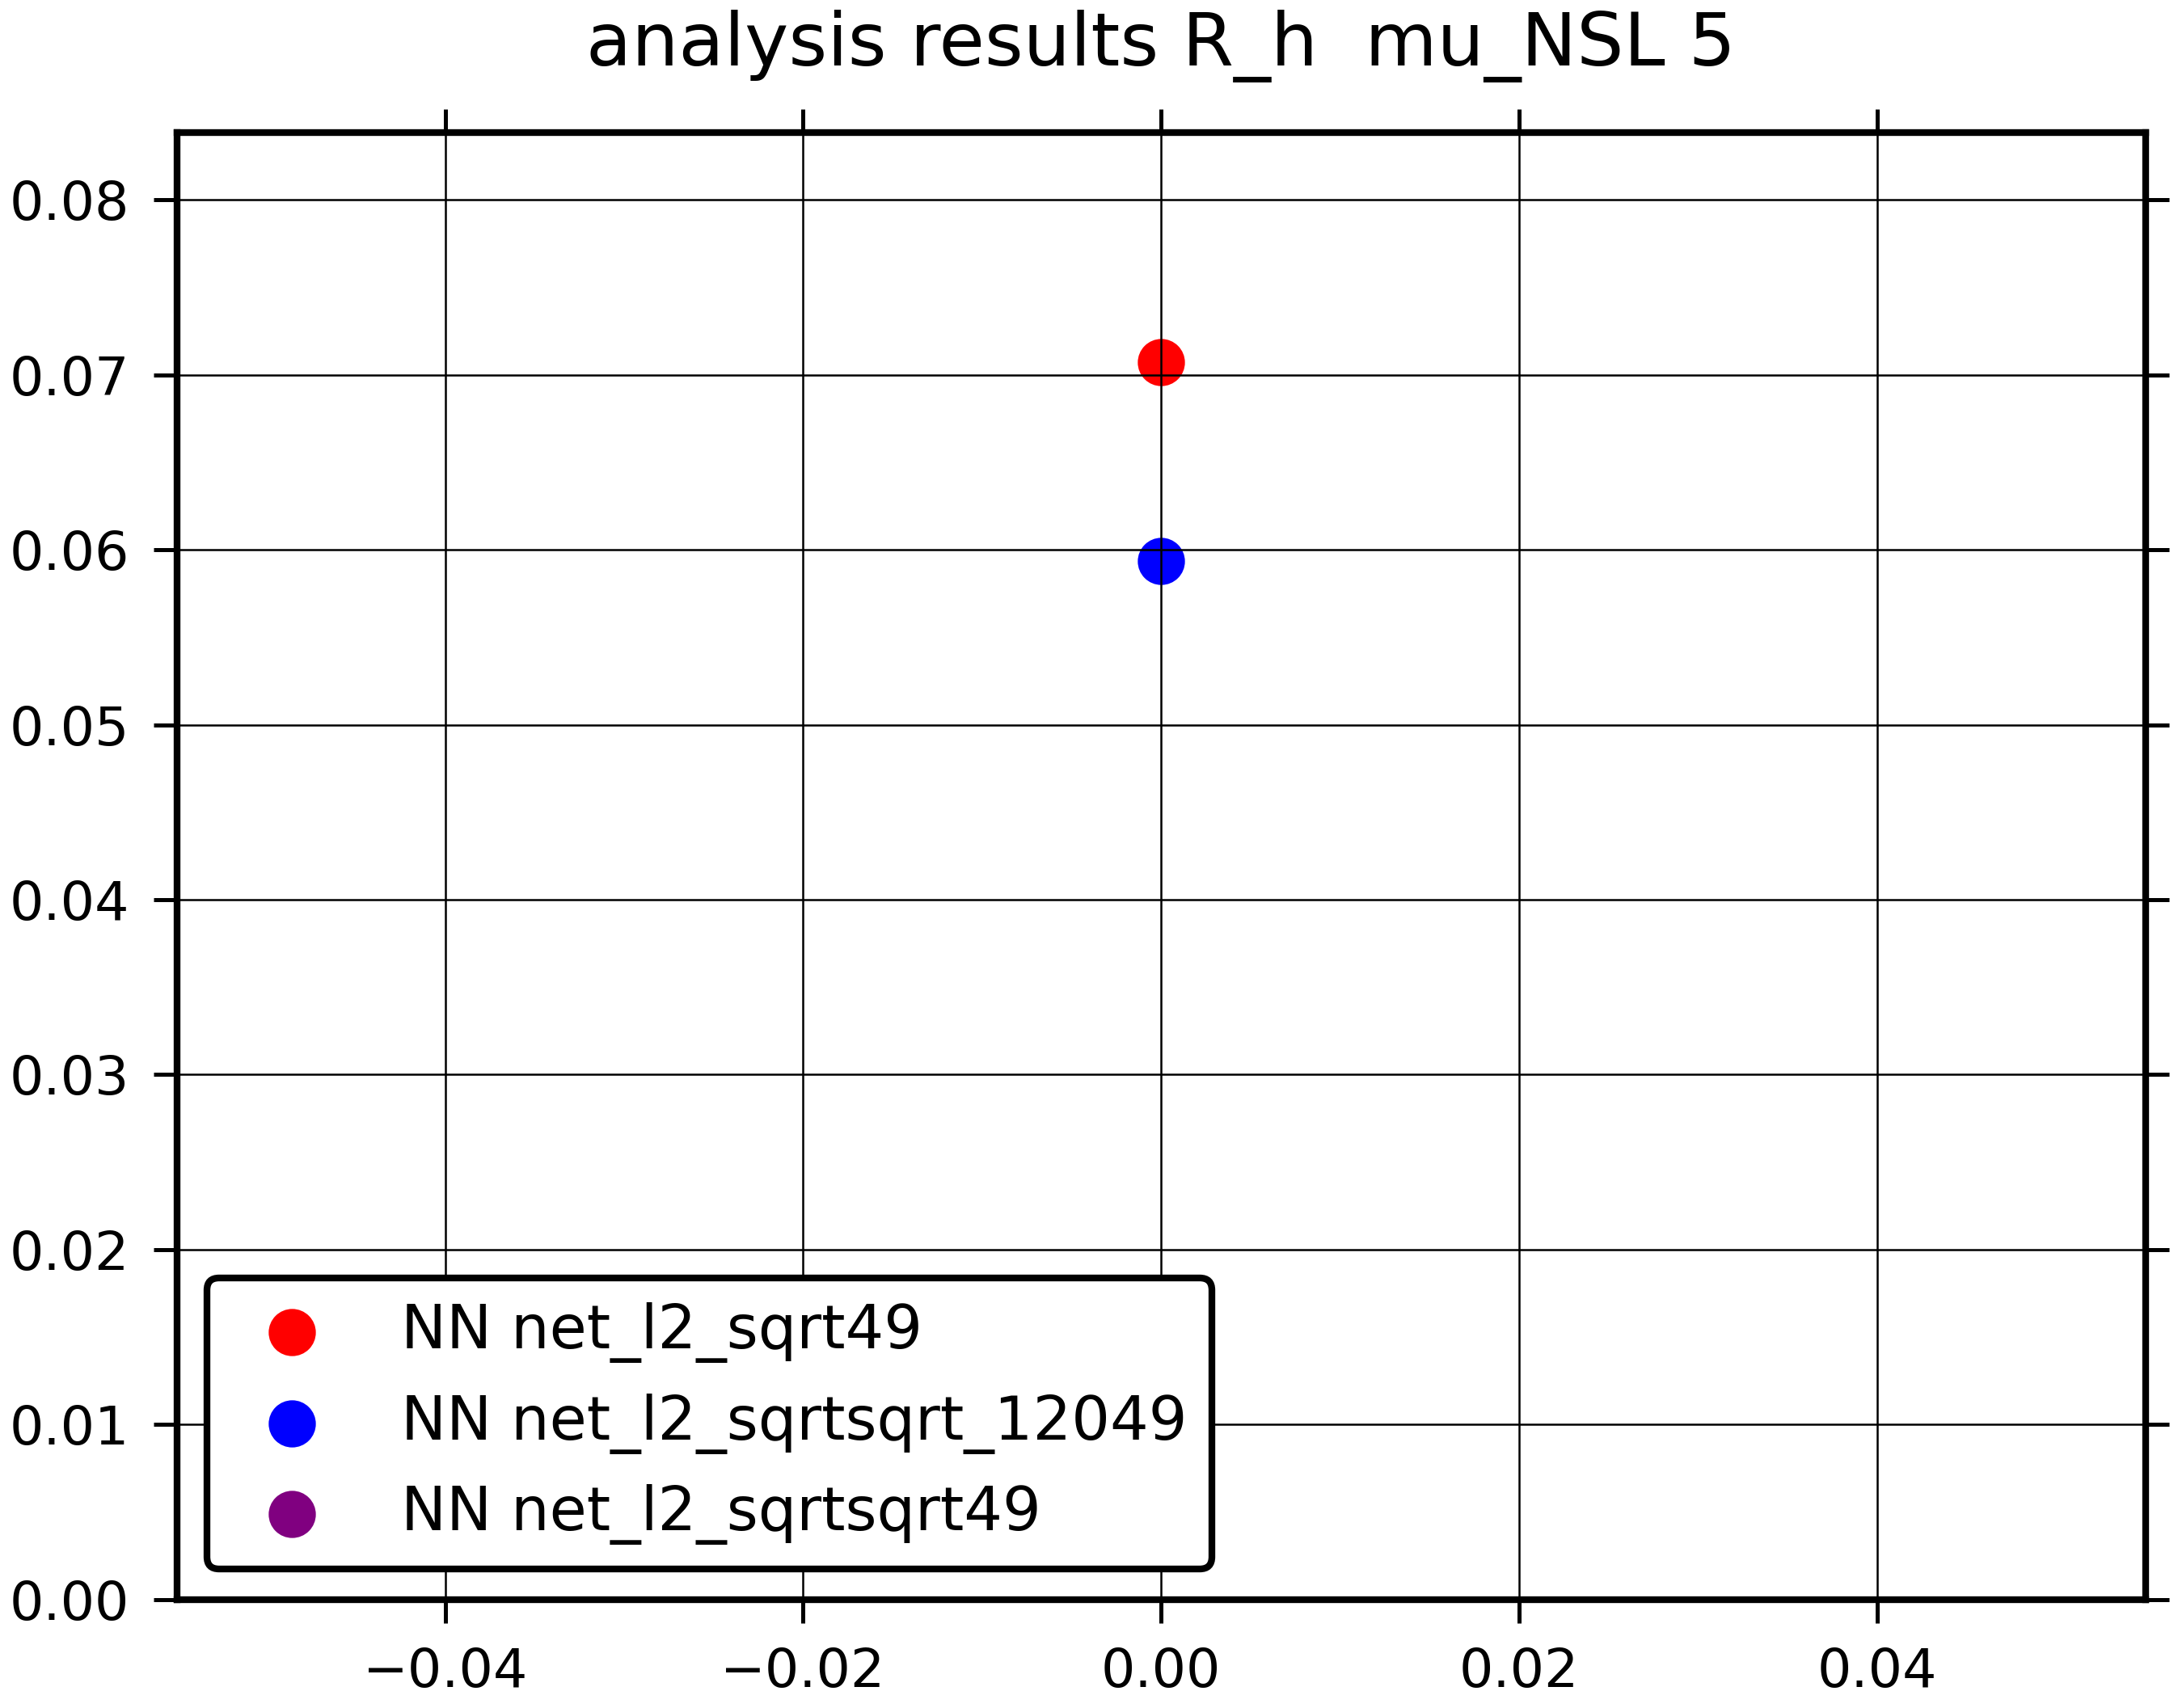 analysis results R_h  mu_NSL 5
0.08
0.07
0.06
0.05
0.04
0.03
0.02
0.01
0.00
NN net_l2_sqrt49
NN net_l2_sqrtsqrt_12049
NN net_l2_sqrtsqrt49
−0.04 −0.02 0.00 0.02 0.04